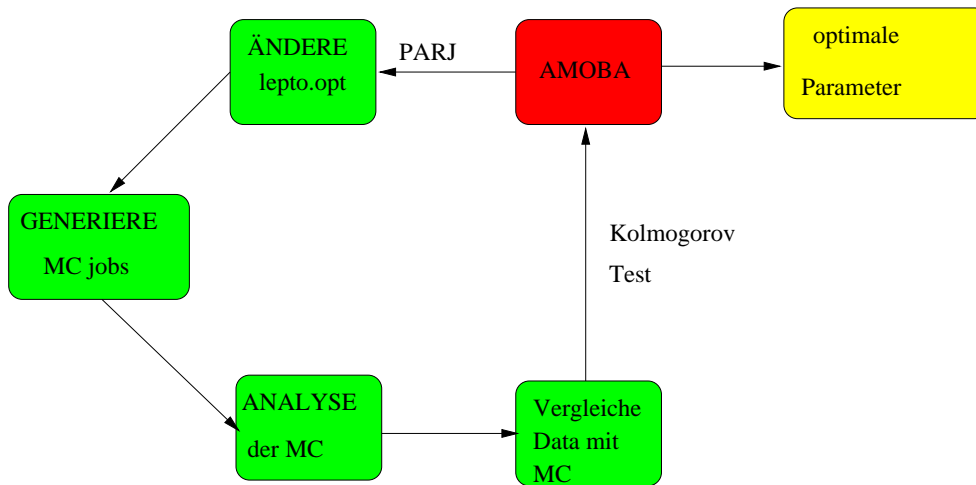 ÄNDERE
lepto.opt
PARJ
AMOBA
optimale
Parameter
GENERIERE
MC jobs
Kolmogorov
Test
ANALYSE
der MC
Vergleiche
Data mit
MC